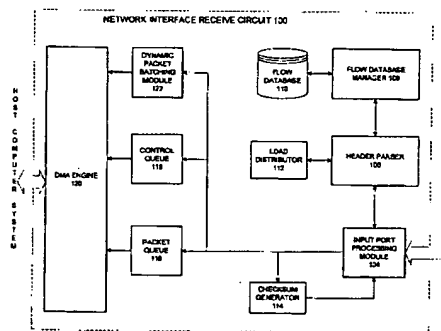 NETWORK INTERFACE RECEIVE CIRCUIT 100
HOST COMPUTER SYSTEM
DMA ENGINE
120
DYNAMIC
PACKET
BATCHING
MODULE
122
CONTROL
QUEUE
118
PACKET
QUEUE
116
FLOW
DATABASE
110
FLOW DATABASE
MANAGER 108
LOAD
DISTRIBUTOR
112
HEADER PARSER
106
INPUT PORT
PROCESSING
MODULE
104
CHECKSUM
GENERATOR
114